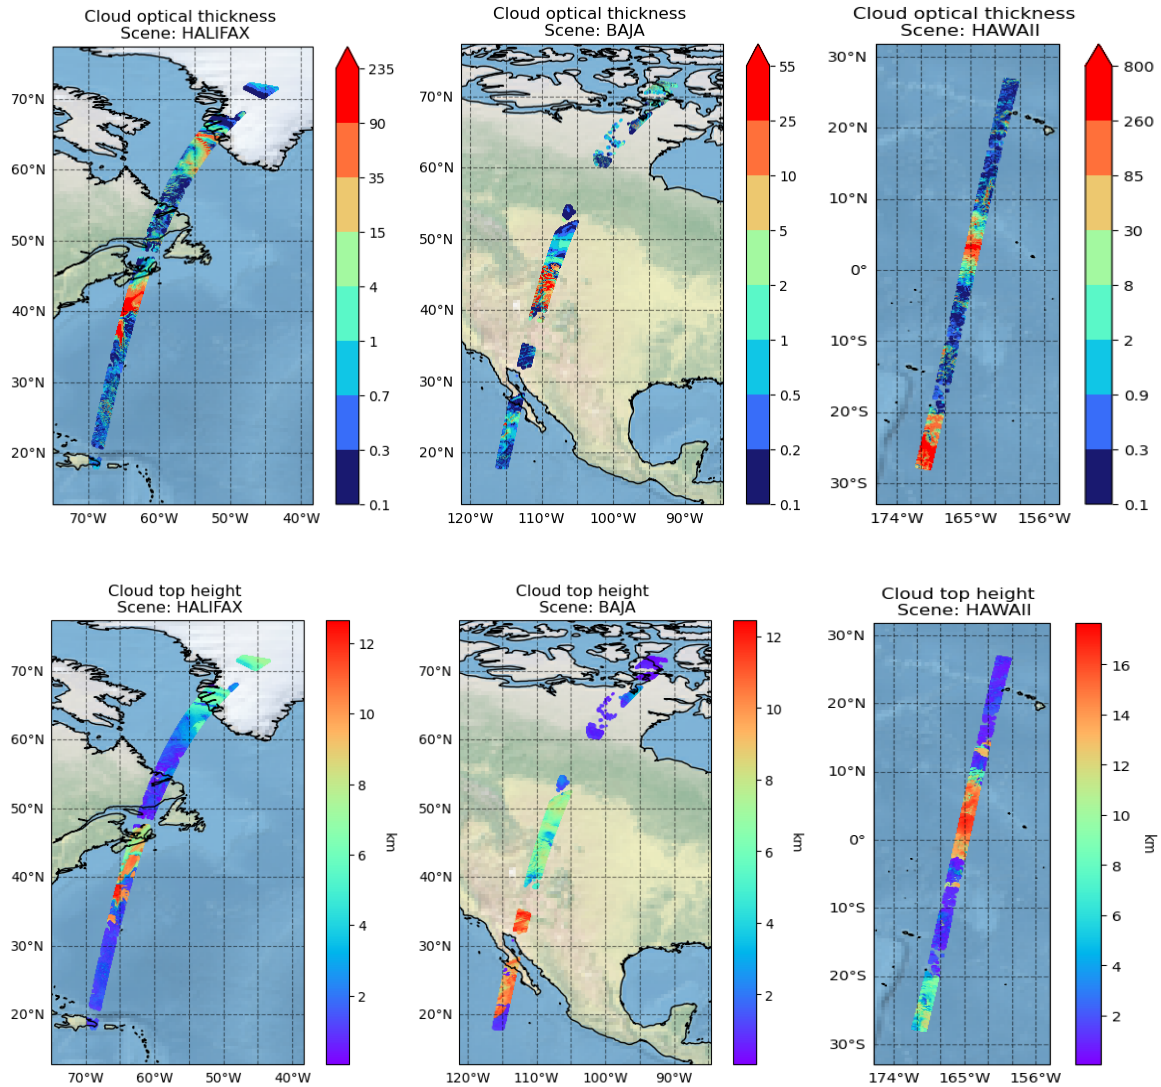 Cloud optical thickness
Scene: HALIFAX
70°N
60°N
50°N
40°N
30°N
20°N
70°W
60°W
50°W
40°W
235
90
35
15
4
1
0.7
0.3
0.1
Cloud optical thickness
Scene: BAJA
70°N
60°N
50°N
40°N
30°N
20°N
120°W
110°W
100°W
90°W
55
25
10
5
2
1
0.5
0.2
0.1
Cloud optical thickness
Scene: HAWAII
30°N
20°N
10°N
0°
10°S
20°S
30°S
174°W
165°W
156°W
800
260
85
30
8
2
0.9
0.3
0.1
Cloud top height
Scene: HALIFAX
70°N
60°N
50°N
40°N
30°N
20°N
70°W
60°W
50°W
40°W
12
10
8
6
4
2
km
Cloud top height
Scene: BAJA
70°N
60°N
50°N
40°N
30°N
20°N
120°W
110°W
100°W
90°W
12
10
8
6
4
2
km
Cloud top height
Scene: HAWAII
30°N
20°N
10°N
0°
10°S
20°S
30°S
174°W
165°W
156°W
16
14
12
10
8
6
4
2
km